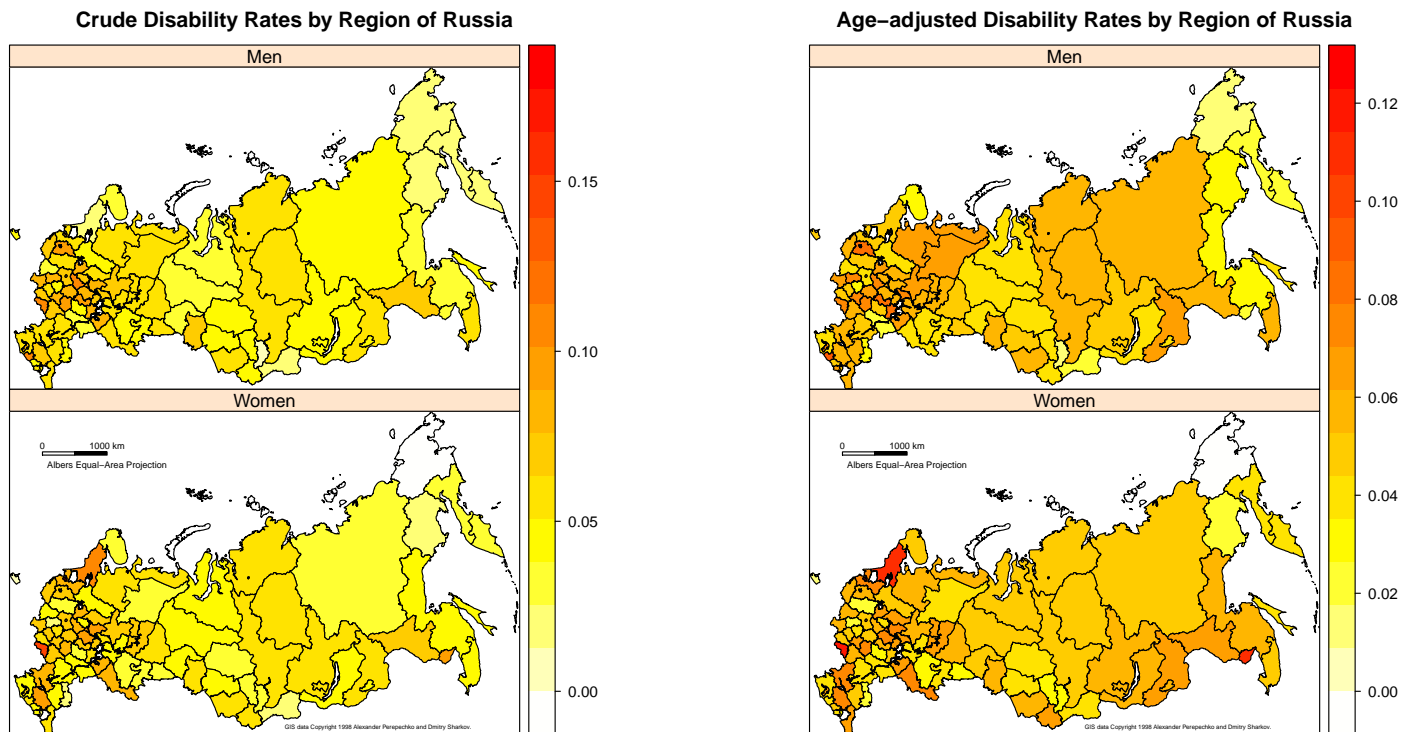 Crude Disability Rates by Region of Russia
Men
0.15
0.10
Women
0 1000 km
Albers Equal−Area Projection
0.05
0.00
GIS data Copyright 1998 Alexander Perepechko and Dmitry Sharkov.
Age−adjusted Disability Rates by Region of Russia
Men
0.12
0.10
0.08
0.06
Women
0 1000 km
Albers Equal−Area Projection
0.04
0.02
0.00
GIS data Copyright 1998 Alexander Perepechko and Dmitry Sharkov.